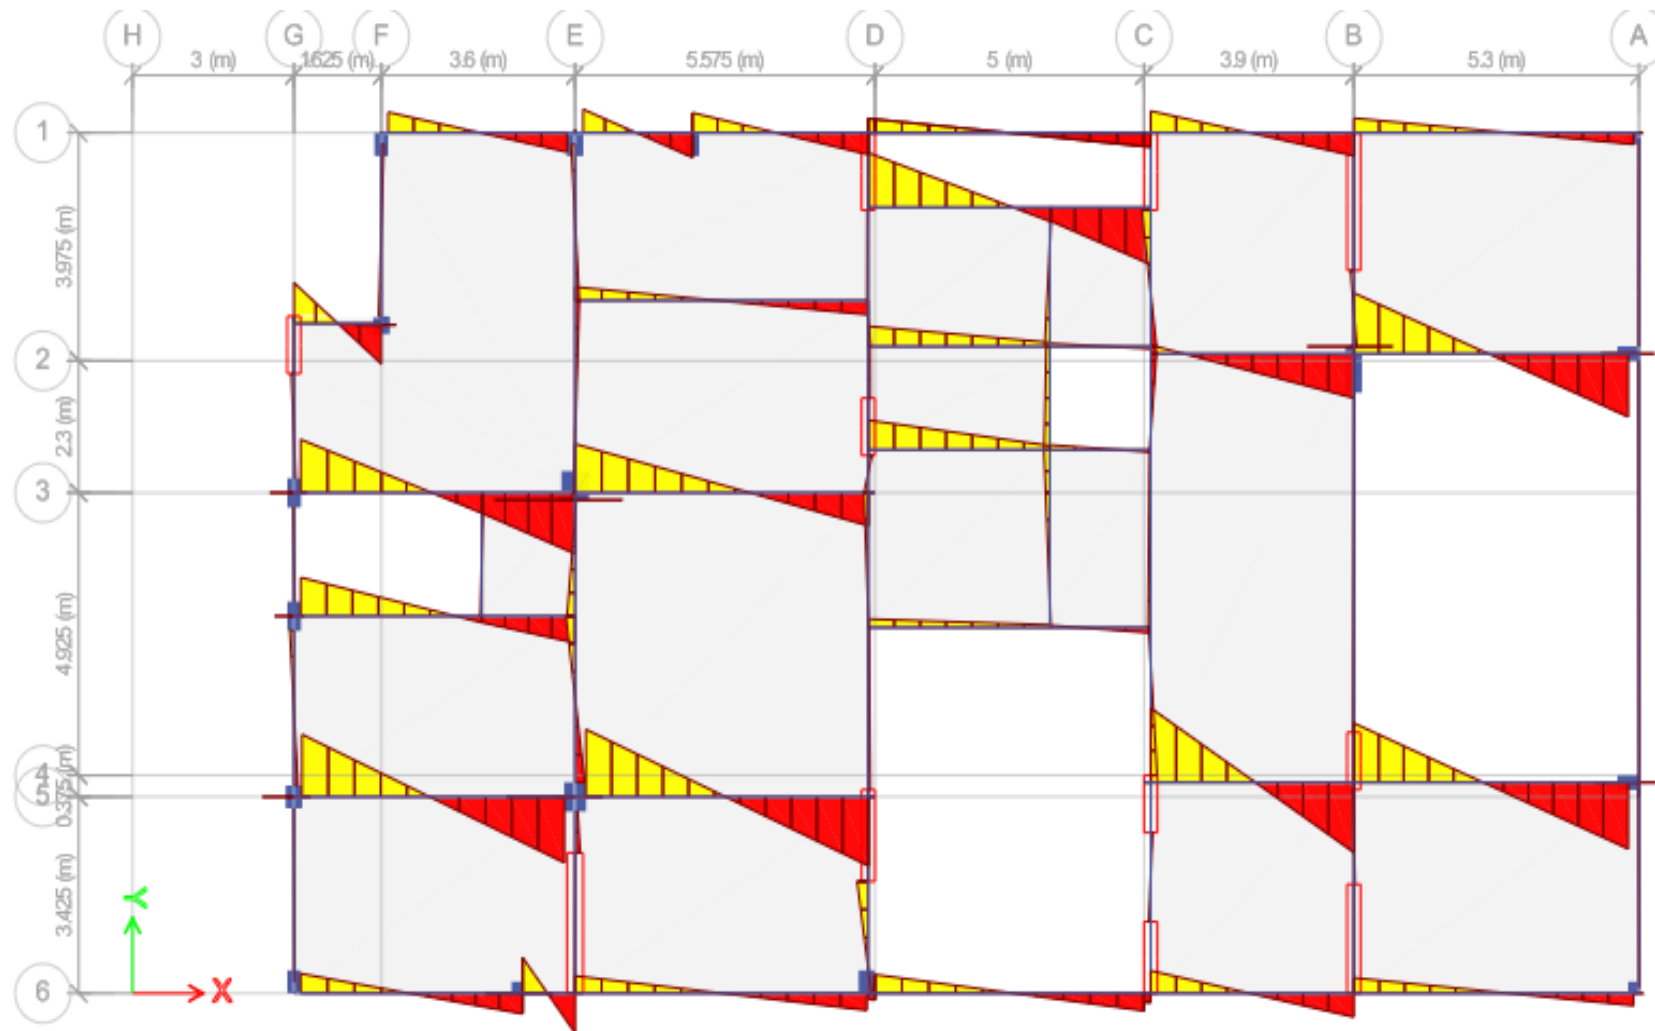 H G F E D C B A
3 (m) 1.625 (m) 3.6 (m) 5.575 (m) 5 (m) 3.9 (m) 5.3 (m)
1
3.975 (m)
2
2.3 (m)
3
4.925 (m)
4
0.375 (m)
5
3.425 (m)
Y
X
6